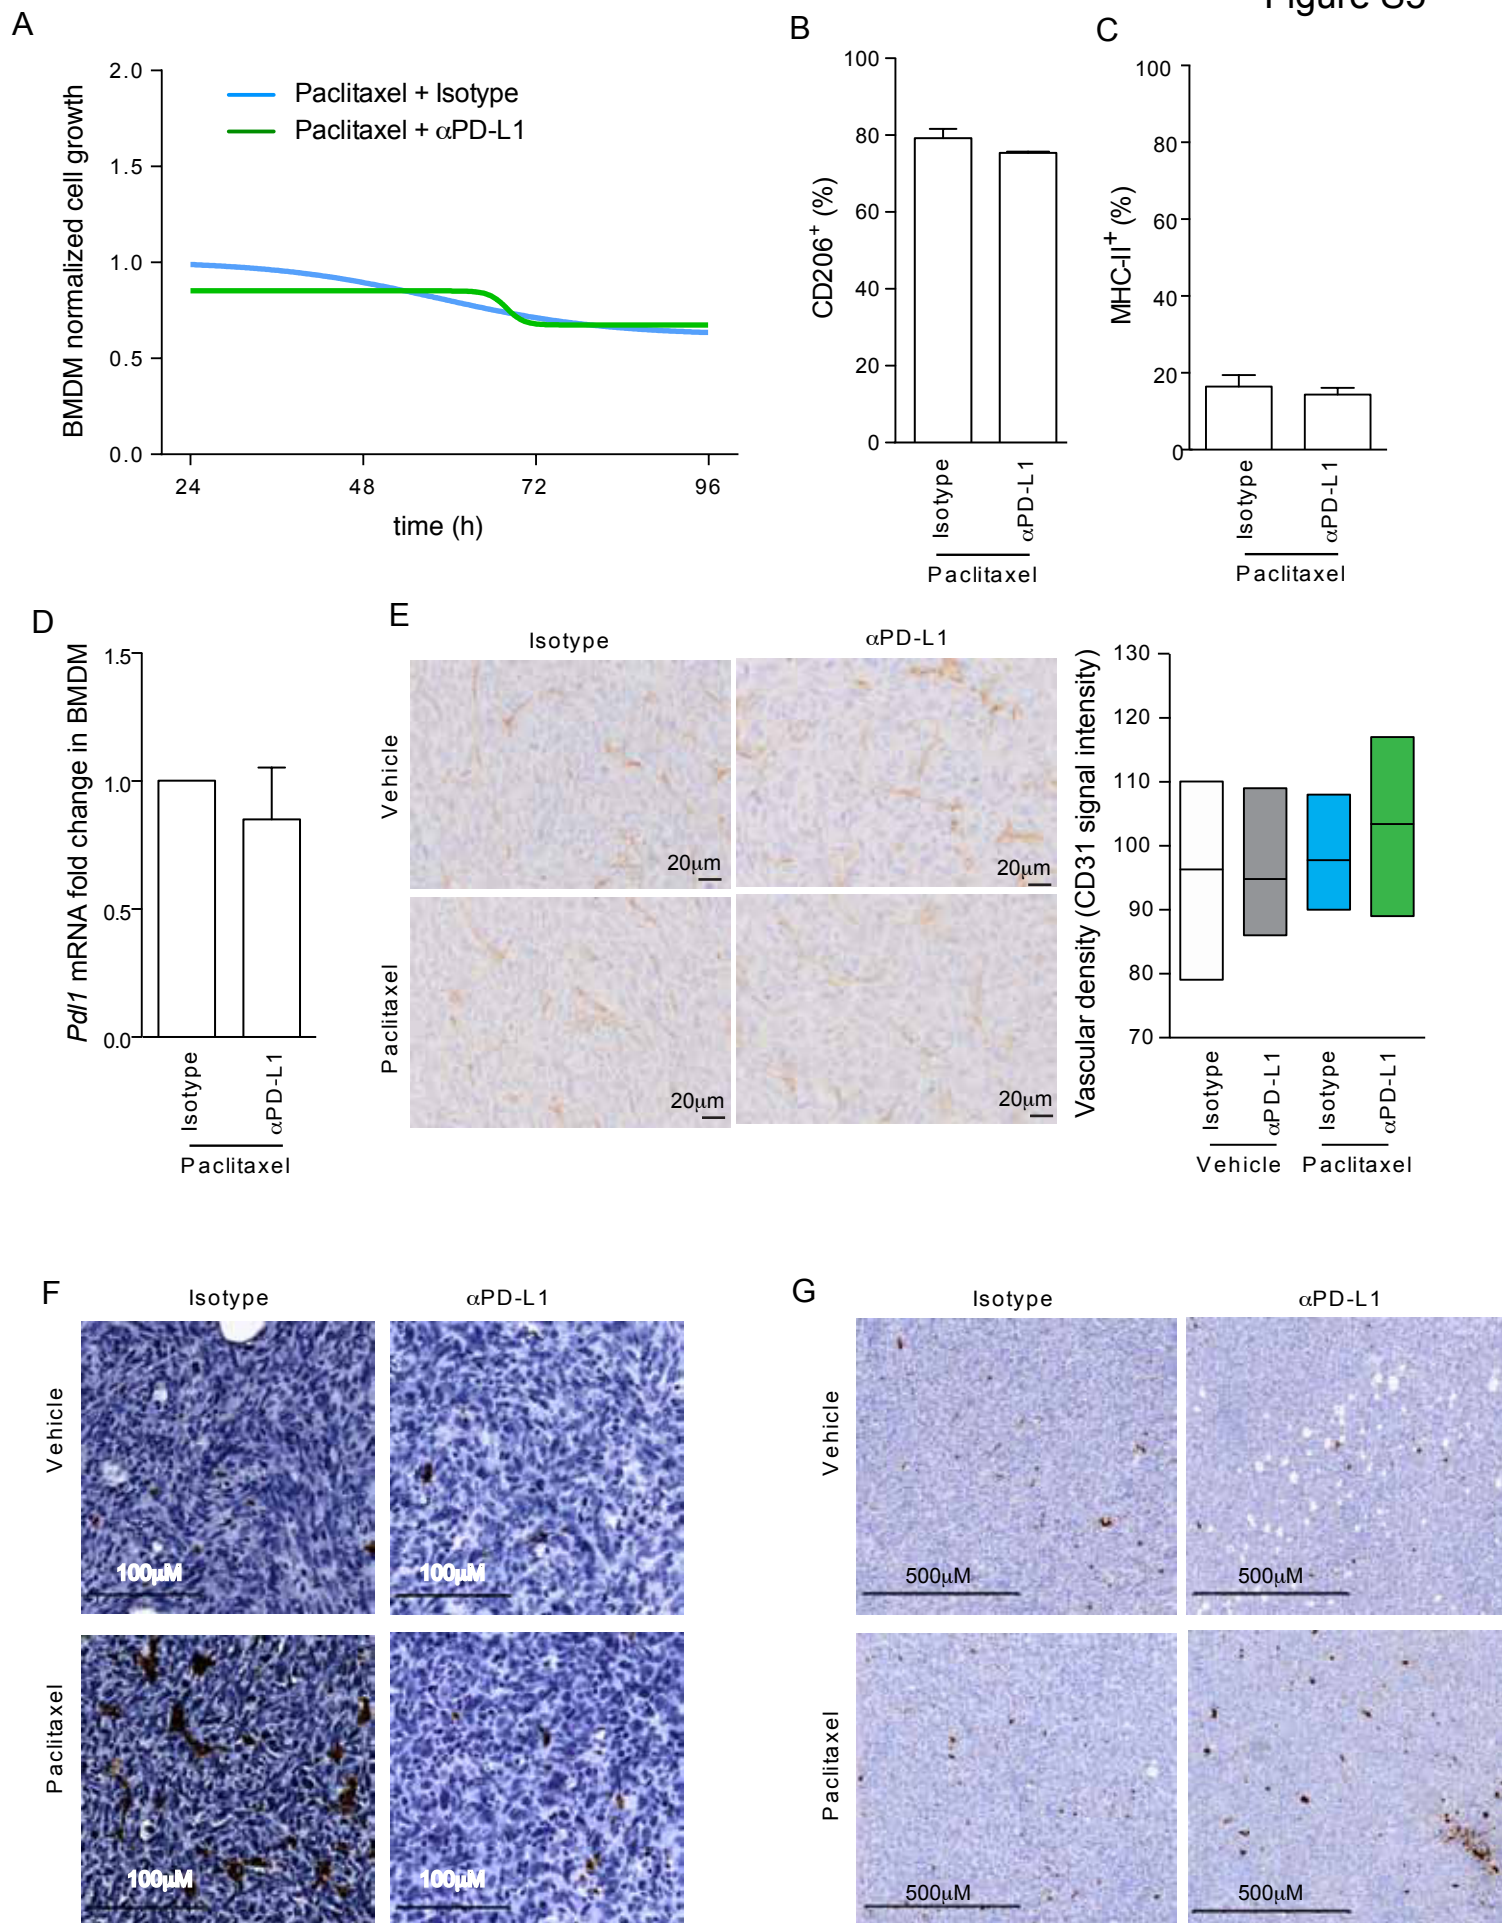 Figure S5
A
2.0
1.5
1.0
0.5
0.0
BMDM normalized cell growth
Paclitaxel + Isotype
Paclitaxel + αPD-L1
24 48 72 96
time (h)
B
100
80
60
40
20
0
CD206+ (%)
Isotype
αPD-L1
Paclitaxel
C
100
80
60
40
20
0
MHC-II+ (%)
Isotype
αPD-L1
Paclitaxel
D
1.5
1.0
0.5
0.0
Pdl1 mRNA fold change in BMDM
Isotype
αPD-L1
Paclitaxel
E
Isotype αPD-L1
Vehicle
20μm 20μm
Paclitaxel
20μm 20μm
Vascular density (CD31 signal intensity)
130
120
110
100
90
80
70
Isotype
αPD-L1
Isotype
αPD-L1
Vehicle Paclitaxel
F
Isotype αPD-L1
Vehicle
100μM 100μM
Paclitaxel
100μM 100μM
G
Isotype αPD-L1
Vehicle
500μM 500μM
Paclitaxel
500μM 500μM